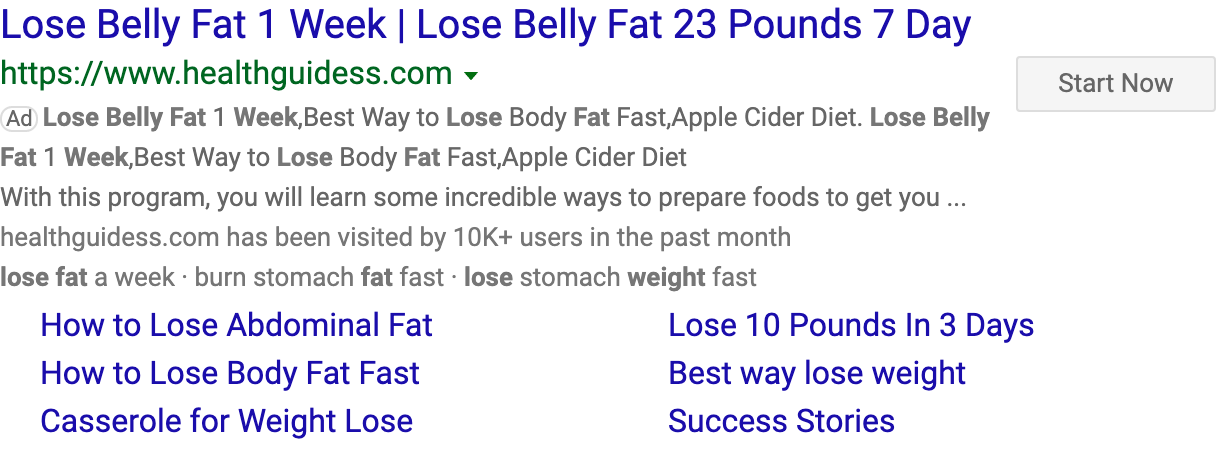 Lose Belly Fat 1 Week | Lose Belly Fat 23 Pounds 7 Day
https://www.healthguidess.com
Start Now
Ad Lose Belly Fat 1 Week,Best Way to Lose Body Fat Fast,Apple Cider Diet. Lose Belly
Fat 1 Week,Best Way to Lose Body Fat Fast,Apple Cider Diet
With this program, you will learn some incredible ways to prepare foods to get you ...
healthguidess.com has been visited by 10K+ users in the past month
lose fat a week · burn stomach fat fast · lose stomach weight fast
How to Lose Abdominal Fat
Lose 10 Pounds In 3 Days
How to Lose Body Fat Fast
Best way lose weight
Casserole for Weight Lose
Success Stories